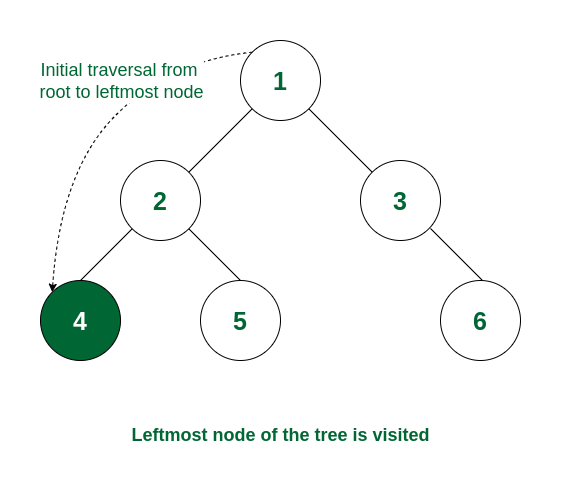 Initial traversal from
root to leftmost node
1
2
3
4
5
6
Leftmost node of the tree is visited